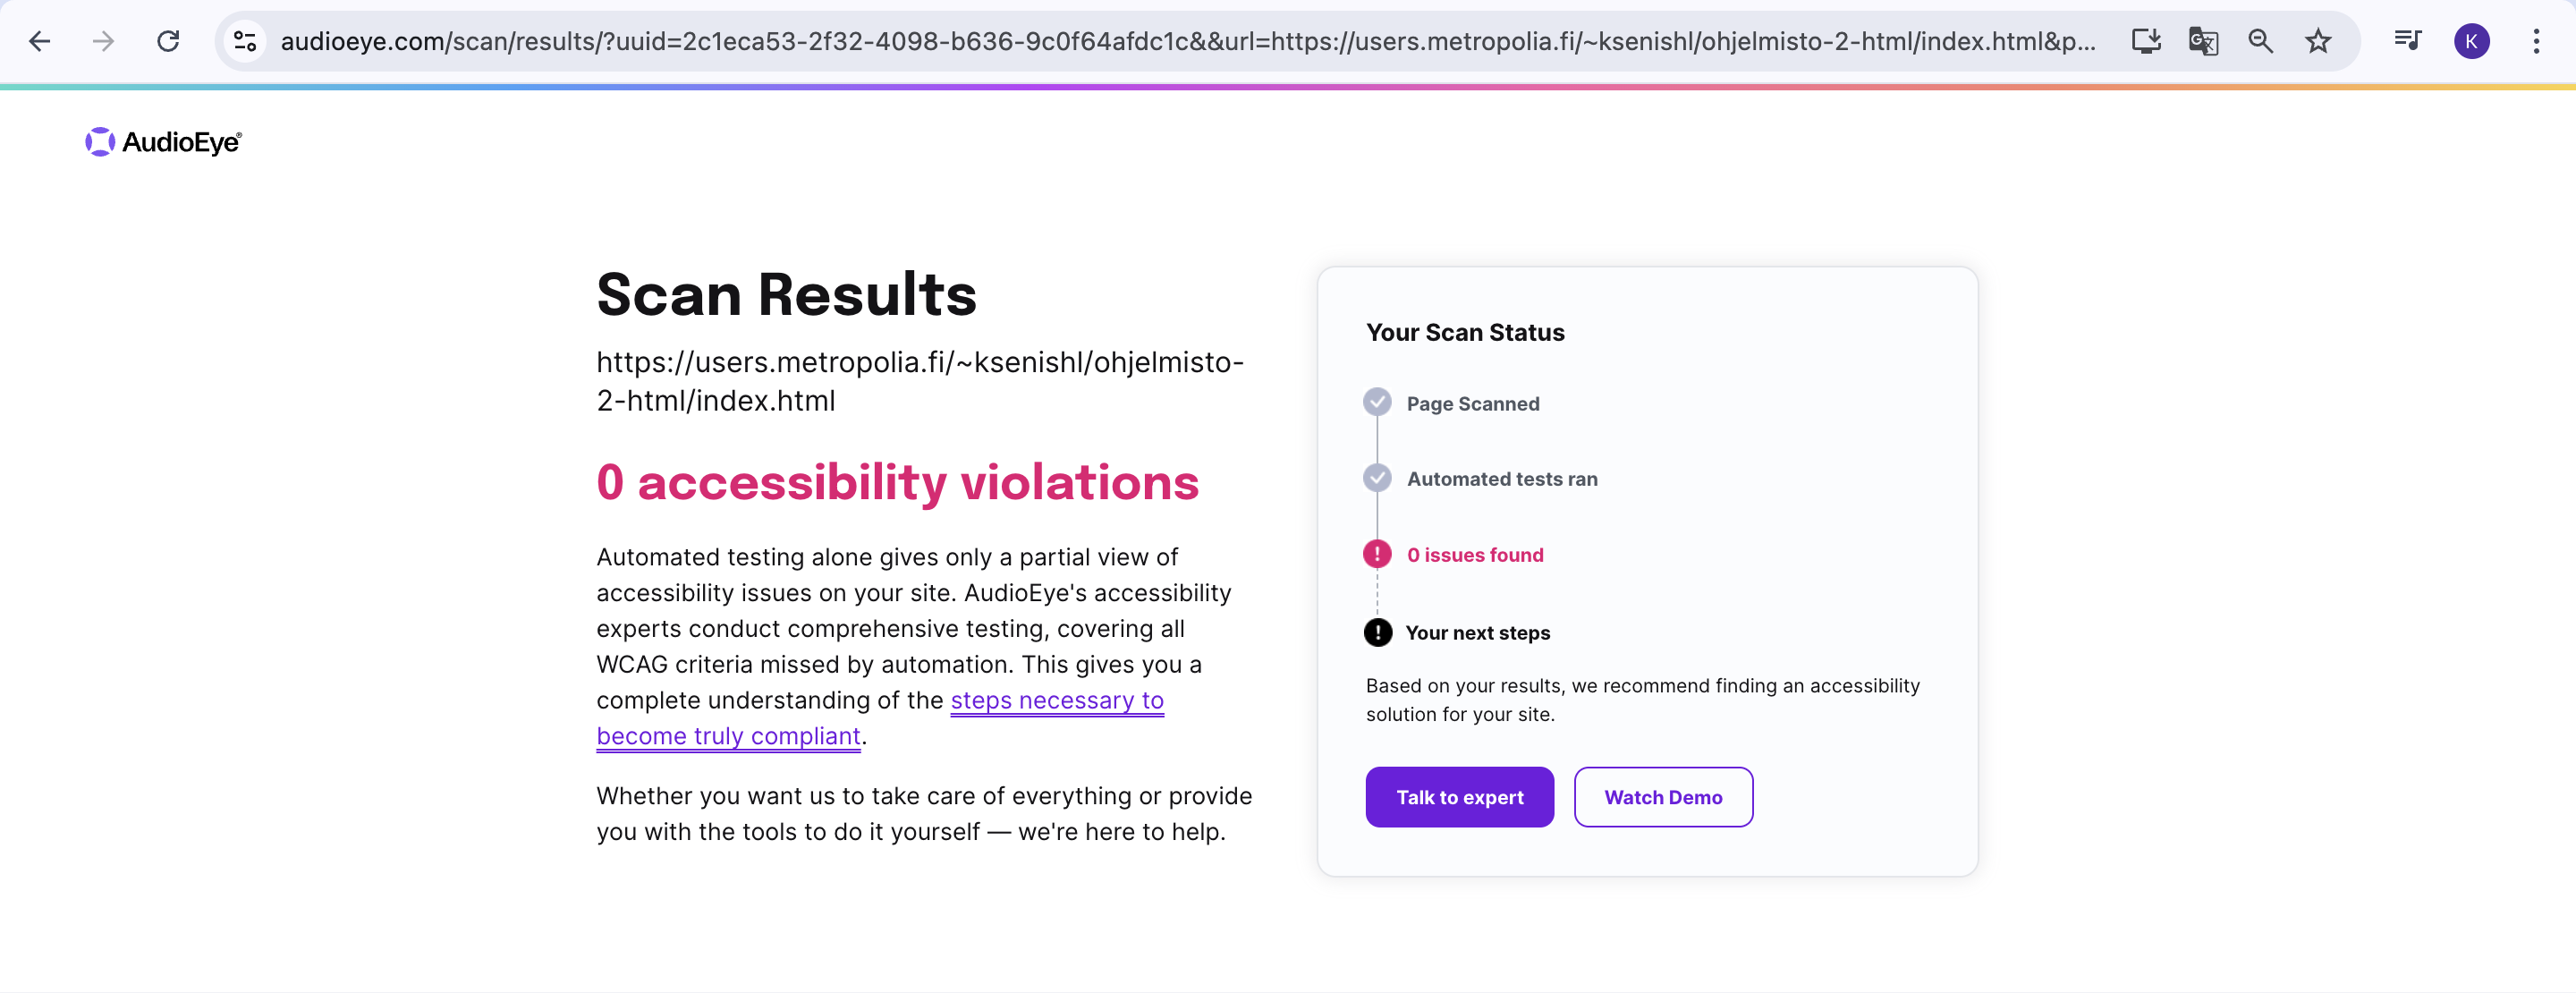 audioeye.com/scan/results/?uuid=2c1eca53-2f32-4098-b636-9c0f64afdc1c&&url=https://users.metropolia.fi/~ksenishl/ohjelmisto-2-html/index.html&p...
K
AudioEye®
Scan Results
https://users.metropolia.fi/~ksenishl/ohjelmisto-
2-html/index.html
0 accessibility violations
Automated testing alone gives only a partial view of
accessibility issues on your site. AudioEye's accessibility
experts conduct comprehensive testing, covering all
WCAG criteria missed by automation. This gives you a
complete understanding of the steps necessary to
become truly compliant.
Whether you want us to take care of everything or provide
you with the tools to do it yourself — we're here to help.
Your Scan Status
Page Scanned
Automated tests ran
0 issues found
Your next steps
Based on your results, we recommend finding an accessibility
solution for your site.
Talk to expert
Watch Demo